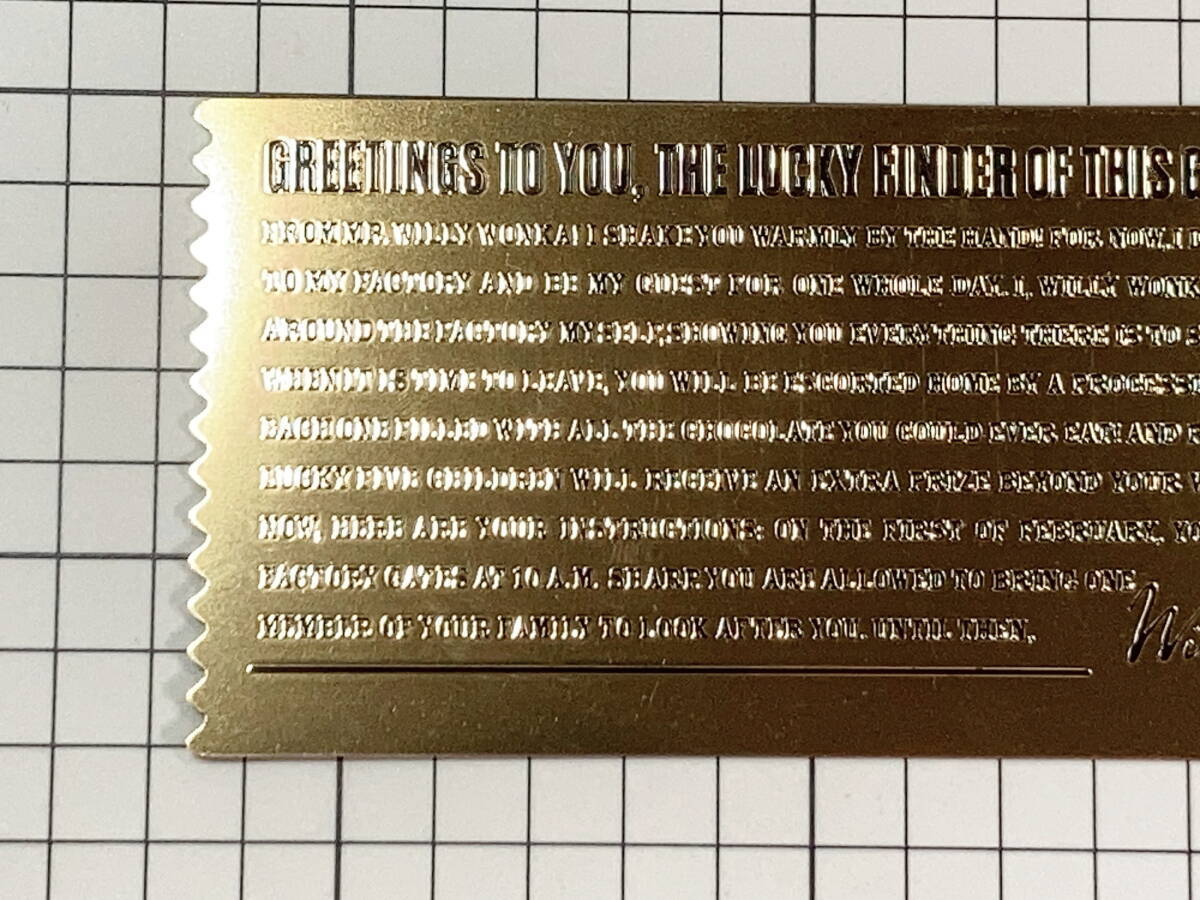 GREETINGS TO YOU, THE LUCKY FINDER OF THIS G
FROM MR. WILLY WONKA! I SHAKE YOU WARMLY BY THE HAND! FOR NOW, I
TO MY FACTORY AND BE MY GUEST FOR ONE WHOLE DAY. I, WILLY WONK
AROUND THE FACTORY MYSELF, SHOWING YOU EVERYTHING THERE IS TO S
WHEN IT IS TIME TO LEAVE, YOU WILL BE ESCORTED HOME BY A PROCESSI
EACH ONE FILLED WITH ALL THE CHOCOLATE YOU COULD EVER EAT! AND
LUCKY FIVE CHILDREN WILL RECEIVE AN EXTRA PRIZE BEYOND YOUR W
NOW, HERE ARE YOUR INSTRUCTIONS: ON THE FIRST OF FEBRUARY, YO
FACTORY GATES AT 10 A.M. SHARP. YOU ARE ALLOWED TO BRING ONE
MEMBER OF YOUR FAMILY TO LOOK AFTER YOU. UNTIL THEN,
W